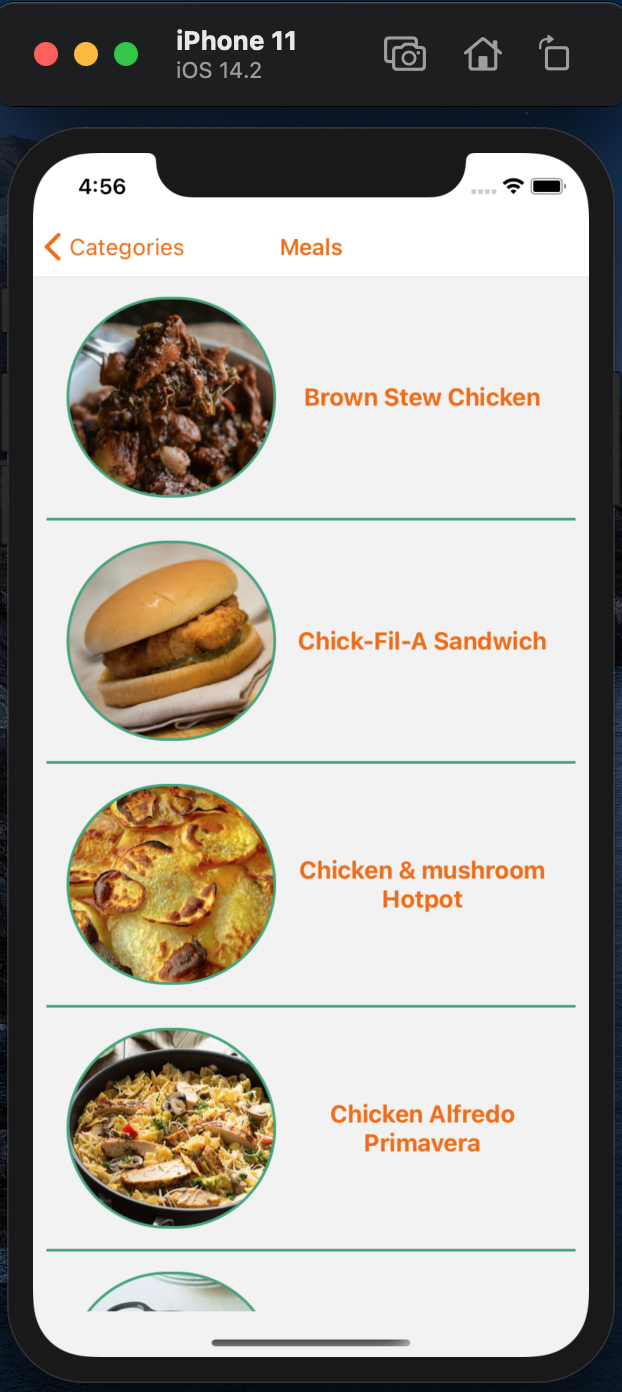 iPhone 11
iOS 14.2
4:56
Categories
Meals
Brown Stew Chicken
Chick-Fil-A Sandwich
Chicken & mushroom
Hotpot
Chicken Alfredo
Primavera